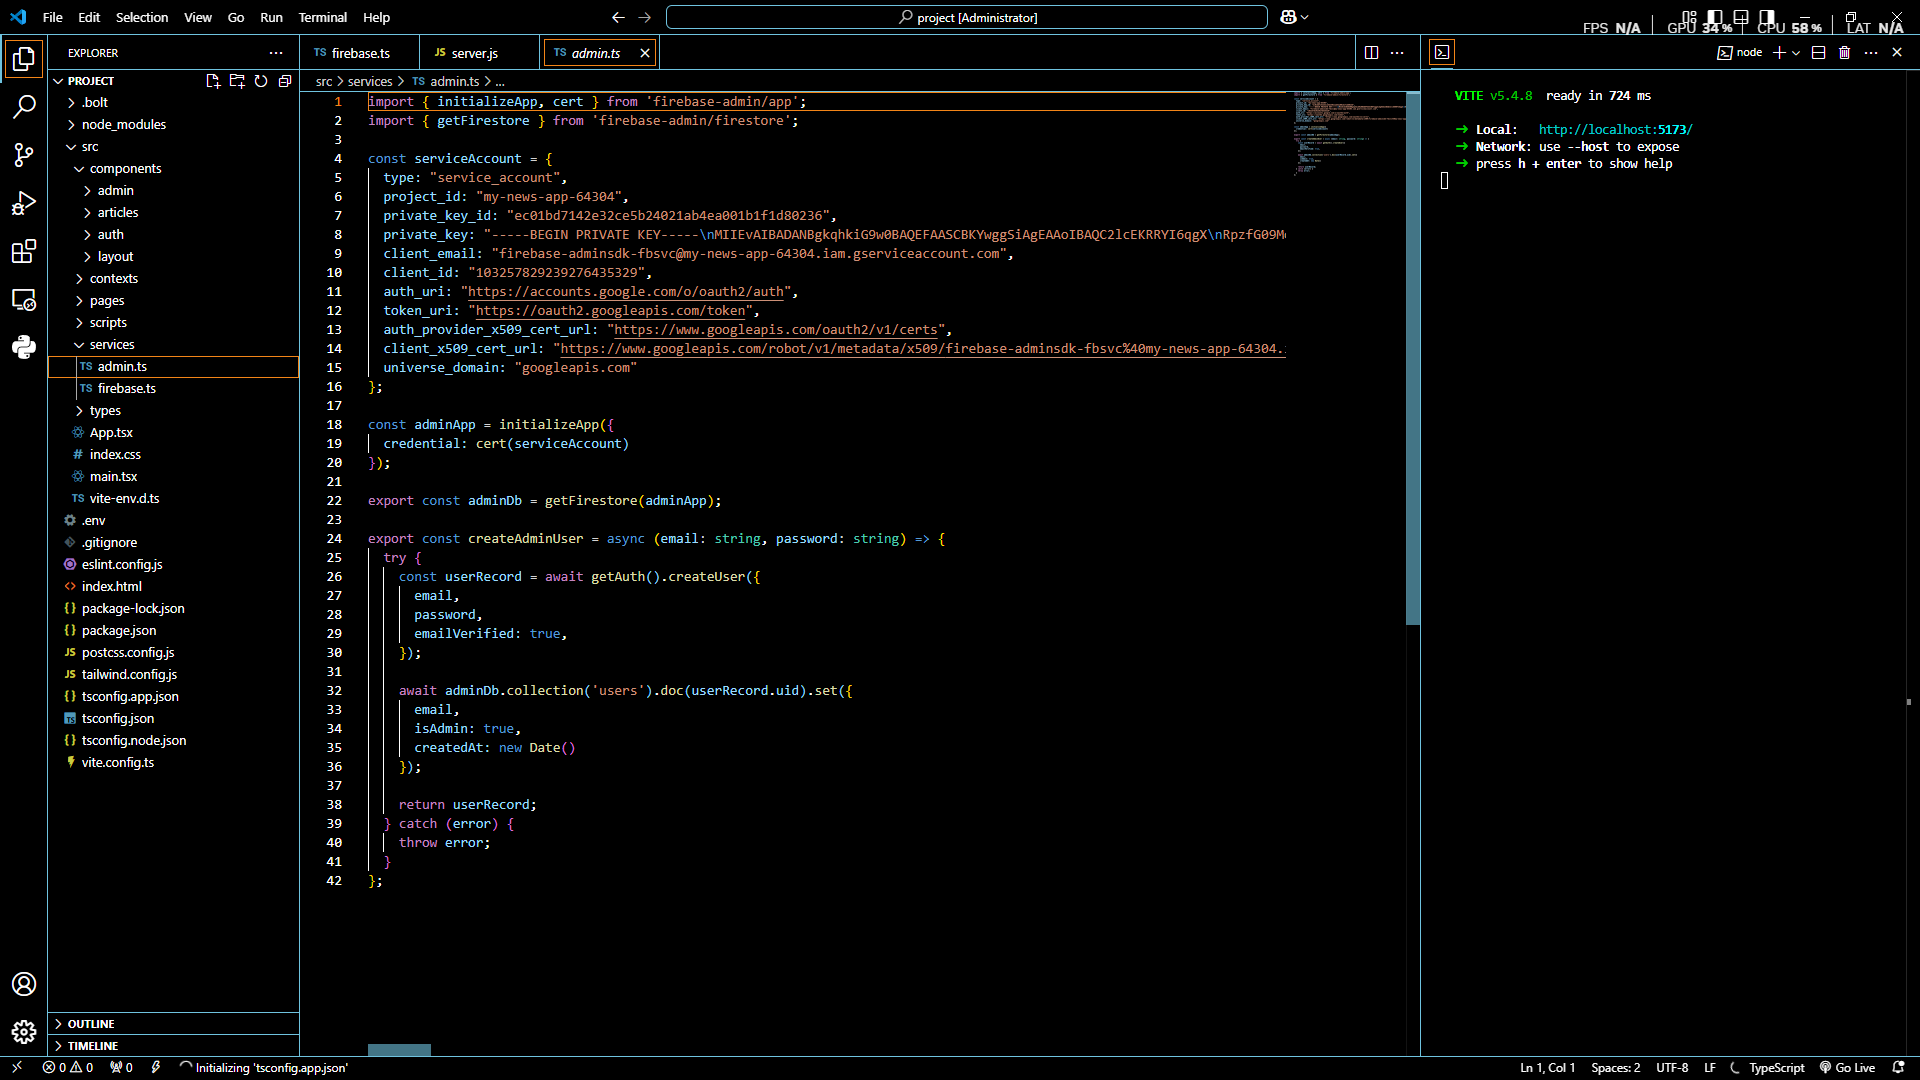 File Edit Selection View Go Run Terminal Help
project [Administrator]
FPS N/A GPU 34 % CPU 58 % LAT N/A
EXPLORER
PROJECT
.bolt
node_modules
src
components
admin
articles
auth
layout
contexts
pages
scripts
services
TS admin.ts
TS firebase.ts
types
App.tsx
# index.css
main.tsx
TS vite-env.d.ts
.env
.gitignore
eslint.config.js
<> index.html
{} package-lock.json
{} package.json
JS postcss.config.js
JS tailwind.config.js
{} tsconfig.app.json
TS tsconfig.json
{} tsconfig.node.json
vite.config.ts
OUTLINE
TIMELINE
TS firebase.ts JS server.js TS admin.ts
src > services > TS admin.ts > ...
1 import { initializeApp, cert } from 'firebase-admin/app';
2 import { getFirestore } from 'firebase-admin/firestore';
3
4 const serviceAccount = {
5 type: "service_account",
6 project_id: "my-news-app-64304",
7 private_key_id: "ec01bd7142e32ce5b24021ab4ea001b1f1d80236",
8 private_key: "-----BEGIN PRIVATE KEY-----\nMIIEvAIBADANBgkqhkiG9w0BAQEFAASCBKYwggSiAgEAAoIBAQC2lcEKRRYI6qgX\nRpzfG09M
9 client_email: "firebase-adminsdk-fbsvc@my-news-app-64304.iam.gserviceaccount.com",
10 client_id: "103257829239276435329",
11 auth_uri: "https://accounts.google.com/o/oauth2/auth",
12 token_uri: "https://oauth2.googleapis.com/token",
13 auth_provider_x509_cert_url: "https://www.googleapis.com/oauth2/v1/certs",
14 client_x509_cert_url: "https://www.googleapis.com/robot/v1/metadata/x509/firebase-adminsdk-fbsvc%40my-news-app-64304.
15 universe_domain: "googleapis.com"
16 };
17
18 const adminApp = initializeApp({
19 credential: cert(serviceAccount)
20 });
21
22 export const adminDb = getFirestore(adminApp);
23
24 export const createAdminUser = async (email: string, password: string) => {
25 try {
26 const userRecord = await getAuth().createUser({
27 email,
28 password,
29 emailVerified: true,
30 });
31
32 await adminDb.collection('users').doc(userRecord.uid).set({
33 email,
34 isAdmin: true,
35 createdAt: new Date()
36 });
37
38 return userRecord;
39 } catch (error) {
40 throw error;
41 }
42 };
node
VITE v5.4.8 ready in 724 ms
➜ Local: http://localhost:5173/
➜ Network: use --host to expose
➜ press h + enter to show help
0 0 0 Initializing 'tsconfig.app.json' Ln 1, Col 1 Spaces: 2 UTF-8 LF TypeScript Go Live